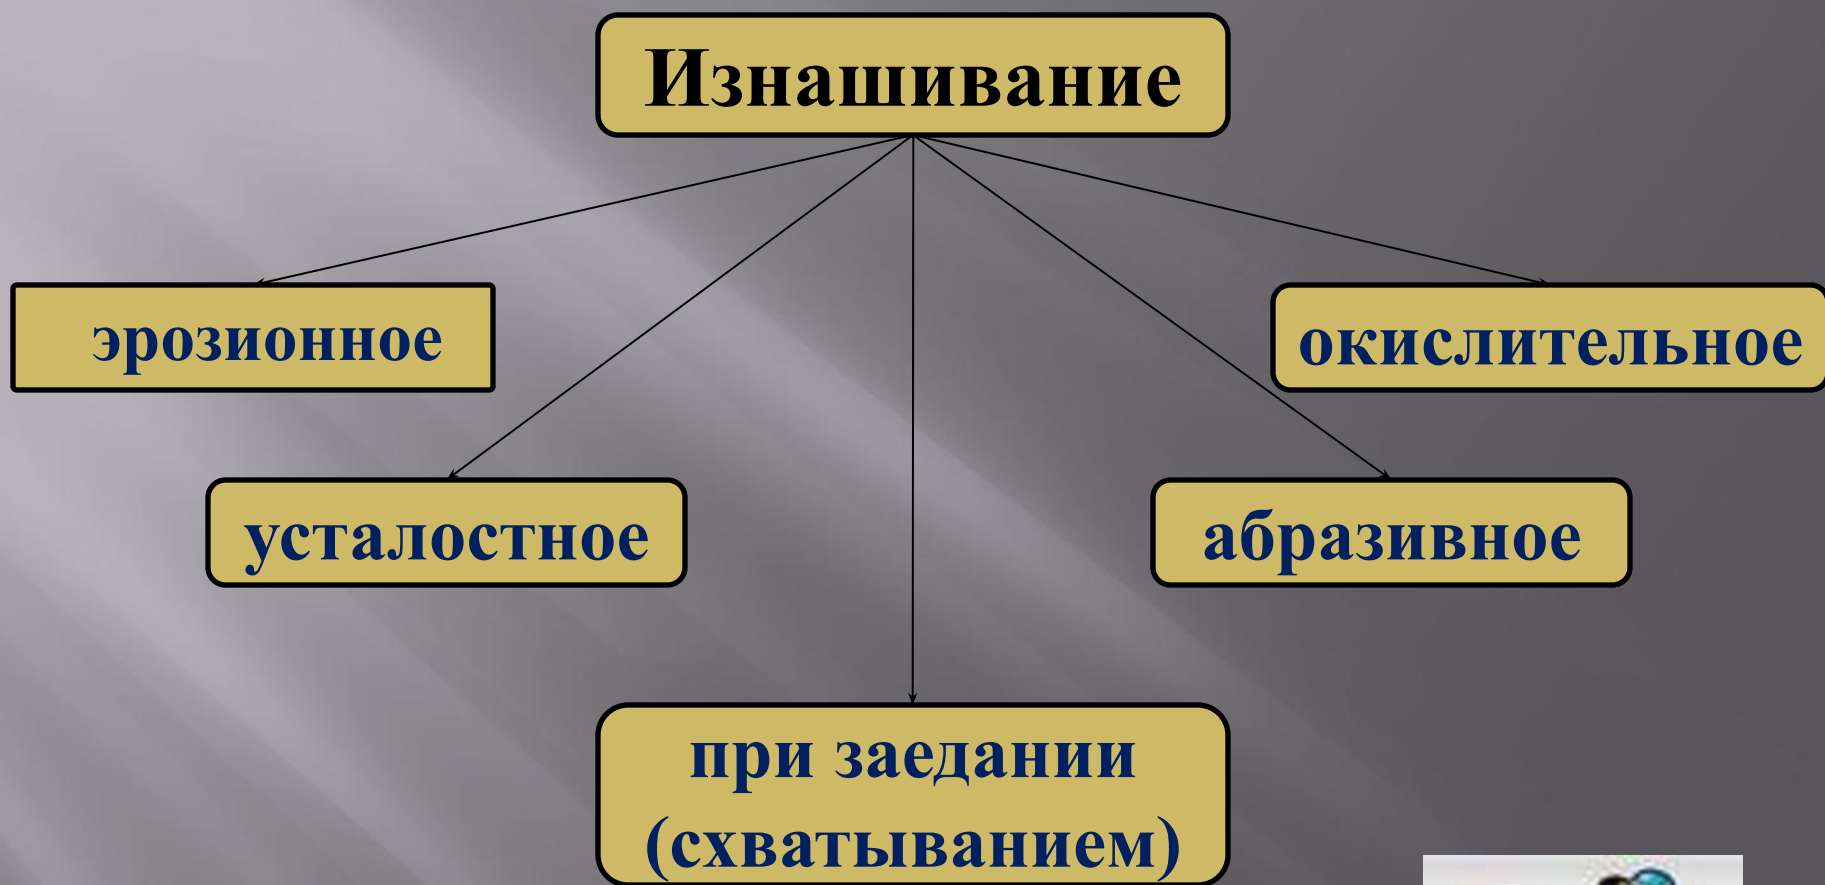 Изнашивание
эрозионное
окислительное
усталостное
абразивное
при заедании
(схватыванием)